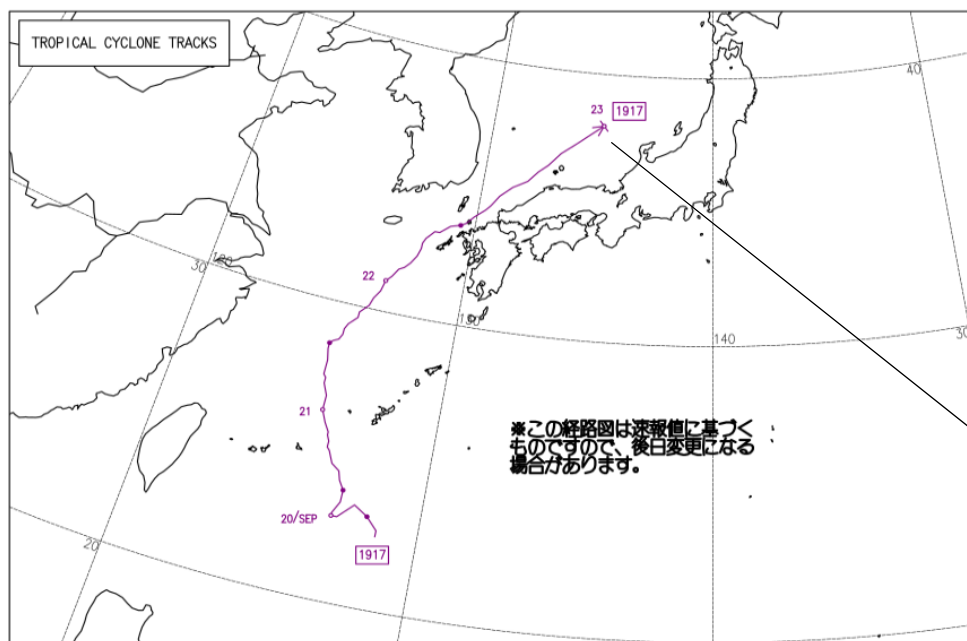 TROPICAL CYCLONE TRACKS
40
23 1917
120
30
22
130
140
30
21
※この経路図は速報値に基づく
ものですので、後日変更になる
場合があります。
20/SEP
1917
20